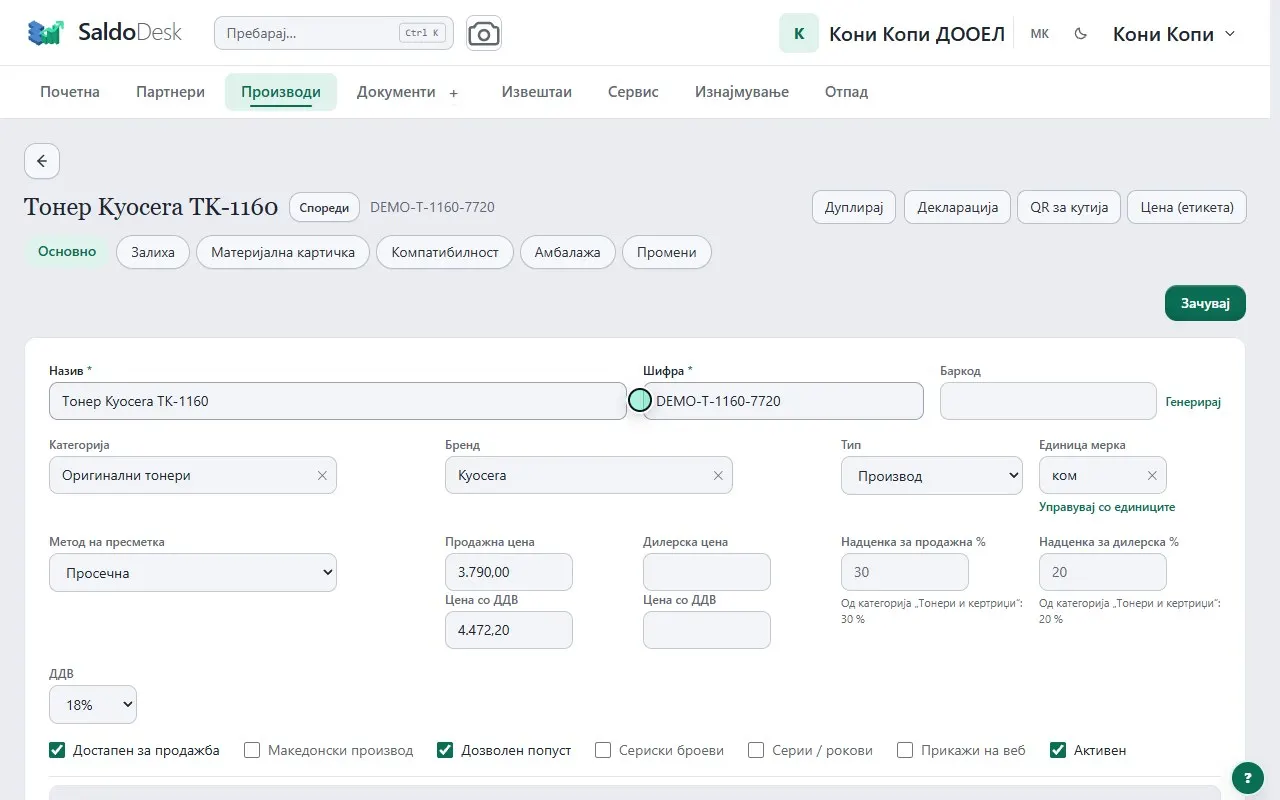 SaldoDesk
Пребарај... Ctrl K
К Кони Копи ДООЕЛ МК Кони Копи
Почетна Партнери Производи Документи + Извештаи Сервис Изнајмување Отпад
Тонер Kyocera TK-1160 Спореди DEMO-T-1160-7720
Дуплирај Декларација QR за кутија Цена (етикета)
Основно Залиха Материјална картичка Компатибилност Амбалажа Промени
Зачувај
Назив * Шифра * Баркод
Тонер Kyocera TK-1160 DEMO-T-1160-7720 Генерирај
Категорија Бренд Тип Единица мерка
Оригинални тонери Kyocera Производ ком
Управувај со единиците
Метод на пресметка Продажна цена Дилерска цена Надценка за продажна % Надценка за дилерска %
Просечна 3.790,00 30 20
Цена со ДДВ Цена со ДДВ Од категорија „Тонери и кертриџи“: Од категорија „Тонери и кертриџи“:
30 % 20 %
4.472,20
ДДВ
18%
Достапен за продажба Македонски производ Дозволен попуст Сериски броеви Серии / рокови Прикажи на веб Активен
?